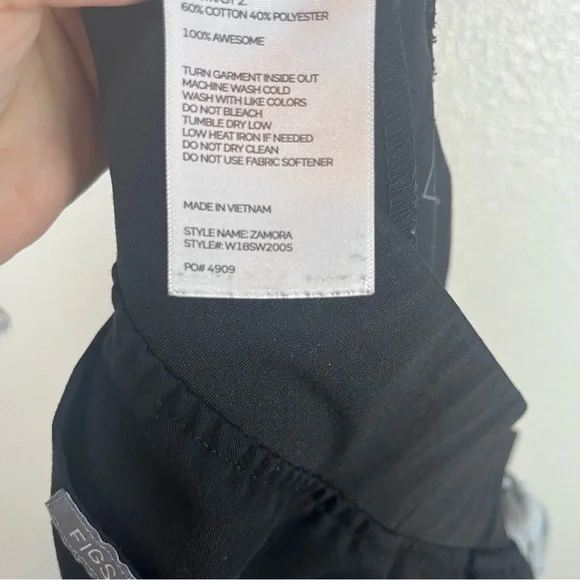 60% COTTON 40% POLYESTER
100% AWESOME
TURN GARMENT INSIDE OUT
MACHINE WASH COLD
WASH WITH LIKE COLORS
DO NOT BLEACH
TUMBLE DRY LOW
LOW HEAT IRON IF NEEDED
DO NOT DRY CLEAN
DO NOT USE FABRIC SOFTENER
MADE IN VIETNAM
STYLE NAME: ZAMORA
STYLE#: W18SW2005
PO# 4909
FIGS